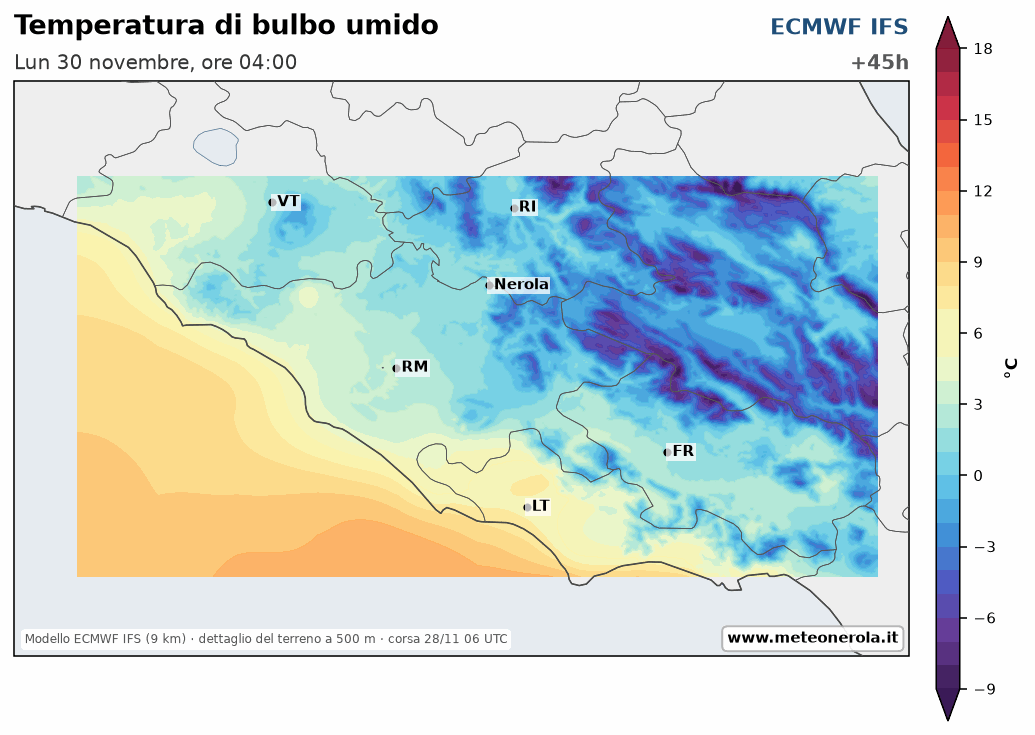 Temperatura di bulbo umido
ECMWF IFS
Lun 30 novembre, ore 04:00
+45h
VT
RI
Nerola
RM
FR
LT
18
15
12
9
6
3
0
−3
−6
−9
°C
Modello ECMWF IFS (9 km) · dettaglio del terreno a 500 m · corsa 28/11 06 UTC
www.meteonerola.it